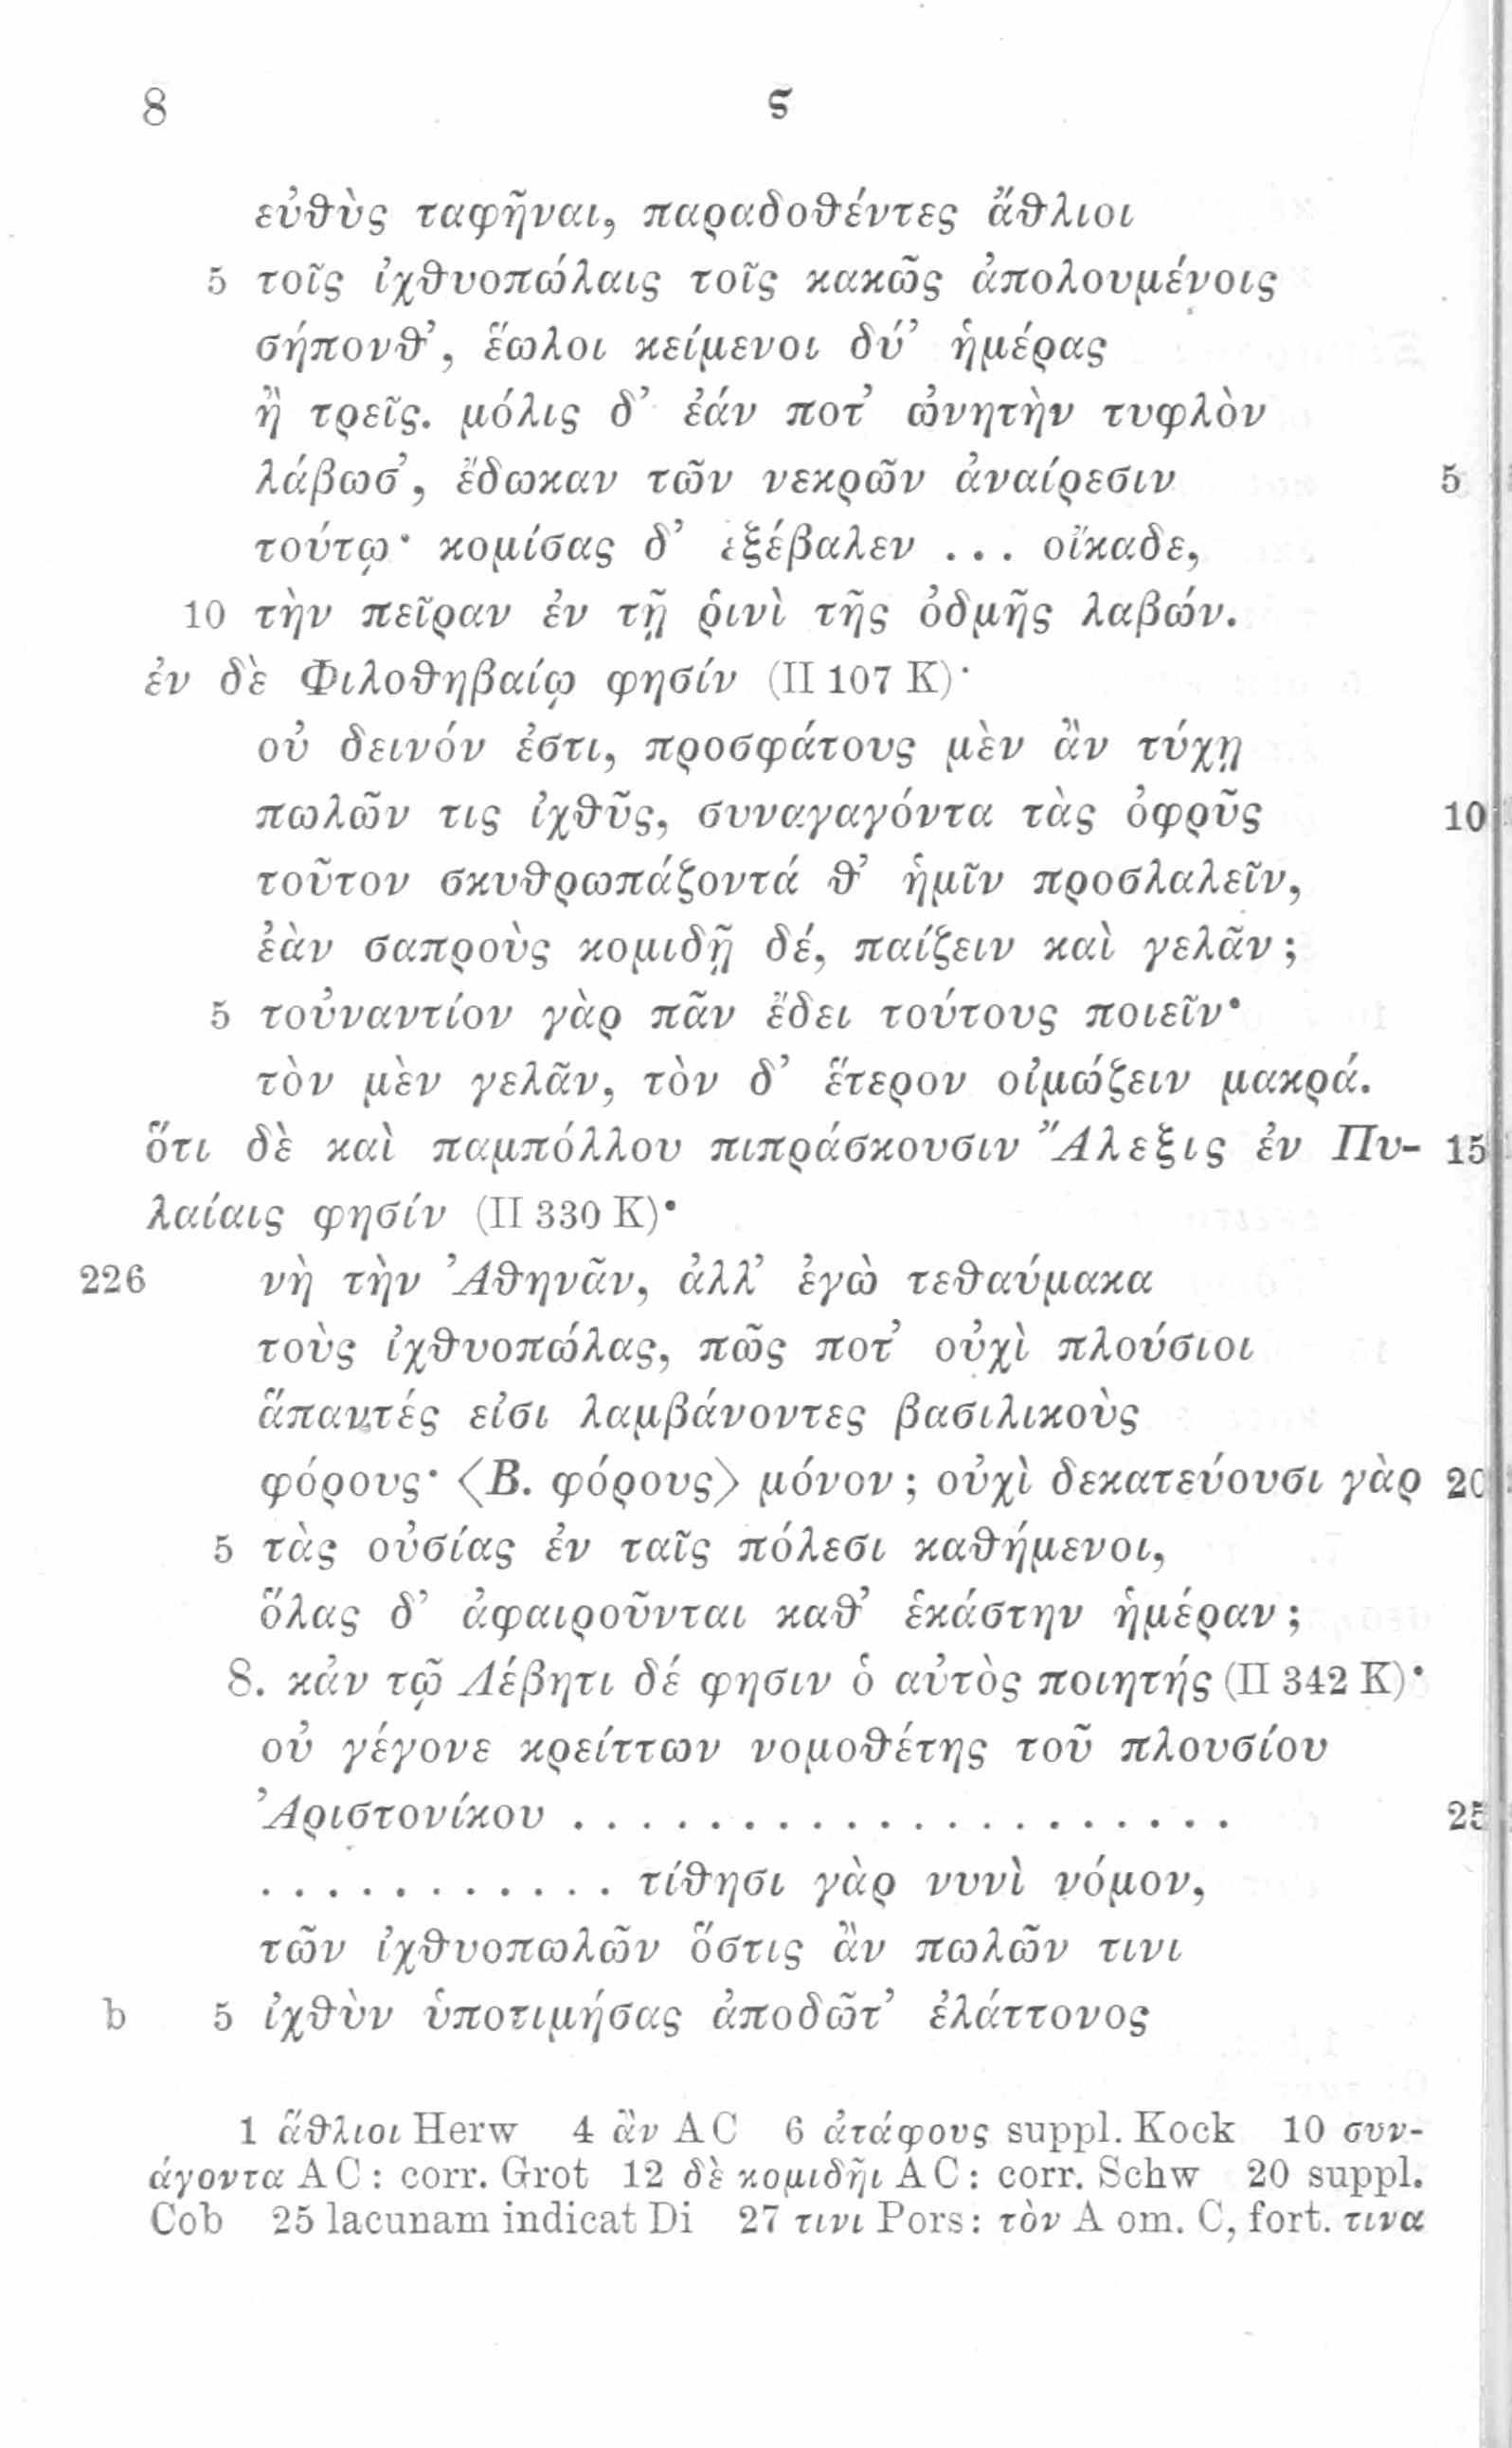 8 ϛ
εὐθὺς ταφῆναι, παραδοθέντες ἄθλιοι
5 τοῖς ἰχθυοπώλαις τοῖς κακῶς ἀπολουμένοις
σήπονθ’, ἕωλοι κείμενοι δύ’ ἡμέρας
ἢ τρεῖς. μόλις δ’ ἐάν ποτ’ ὠνητὴν τυφλὸν
λάβωσ’, ἔδωκαν τῶν νεκρῶν ἀναίρεσιν 5
τούτῳ· κομίσας δ’ ἐξέβαλεν ... οἴκαδε,
10 τὴν πεῖραν ἐν τῇ ῥινὶ τῆς ὀδμῆς λαβών.
ἐν δὲ Φιλοθηβαίῳ φησίν (II 107 K)·
οὐ δεινόν ἐστι, προσφάτους μὲν ἂν τύχῃ
πωλῶν τις ἰχθῦς, συναγαγόντα τὰς ὀφρῦς 10
τοῦτον σκυθρωπάζοντά θ’ ἡμῖν προσλαλεῖν,
ἐὰν σαπροὺς κομιδῇ δέ, παίζειν καὶ γελᾶν;
5 τοὐναντίον γὰρ πᾶν ἔδει τούτους ποιεῖν·
τὸν μὲν γελᾶν, τὸν δ’ ἕτερον οἰμώζειν μακρά.
ὅτι δὲ καὶ παμπόλλου πιπράσκουσιν Ἄλεξις ἐν Πυ- 15
λαίαις φησίν (II 330 K)·
226 νὴ τὴν Ἀθηνᾶν, ἀλλ’ ἐγὼ τεθαύμακα
τοὺς ἰχθυοπώλας, πῶς ποτ’ οὐχὶ πλούσιοι
ἅπαντές εἰσι λαμβάνοντες βασιλικοὺς
φόρους· ⟨B. φόρους⟩ μόνον; οὐχὶ δεκατεύουσι γὰρ 20
5 τὰς οὐσίας ἐν ταῖς πόλεσι καθήμενοι,
ὅλας δ’ ἀφαιροῦνται καθ’ ἑκάστην ἡμέραν;
8. κἀν τῷ Λέβητι δέ φησιν ὁ αὐτὸς ποιητής (II 342 K)·
οὐ γέγονε κρείττων νομοθέτης τοῦ πλουσίου
Ἀριστονίκου . . . . . . . . . . . . . . . . . . . . 25
. . . . . . . . . . . τίθησι γὰρ νυνὶ νόμον,
τῶν ἰχθυοπωλῶν ὅστις ἂν πωλῶν τινι
b 5 ἰχθὺν ὑποτιμήσας ἀποδῶτ’ ἐλάττονος
1 ἅθλιοι Herw 4 ἂν AC 6 ἀτάφους suppl. Kock 10 συν-
άγοντα AC: corr. Grot 12 δὲ κομιδῆι AC: corr. Schw 20 suppl.
Cob 25 lacunam indicat Di 27 τινι Pors: τὸν A om. C, fort. τινα